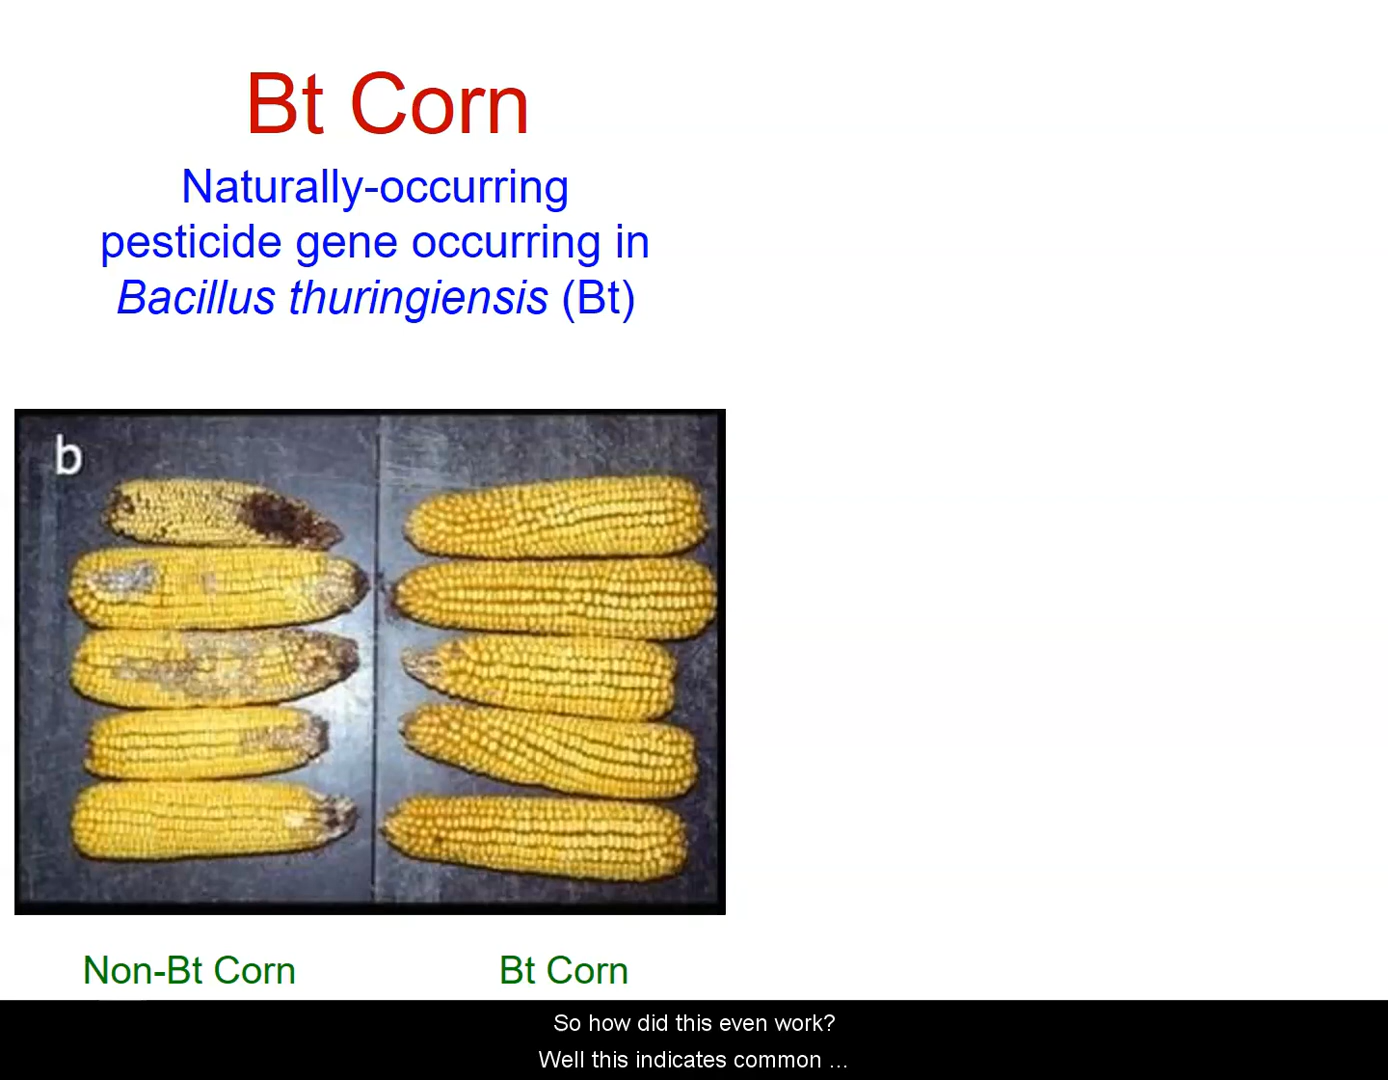 Bt Corn
Naturally-occurring
pesticide gene occurring in
Bacillus thuringiensis (Bt)
b
Non-Bt Corn
Bt Corn
So how did this even work?
Well this indicates common ...